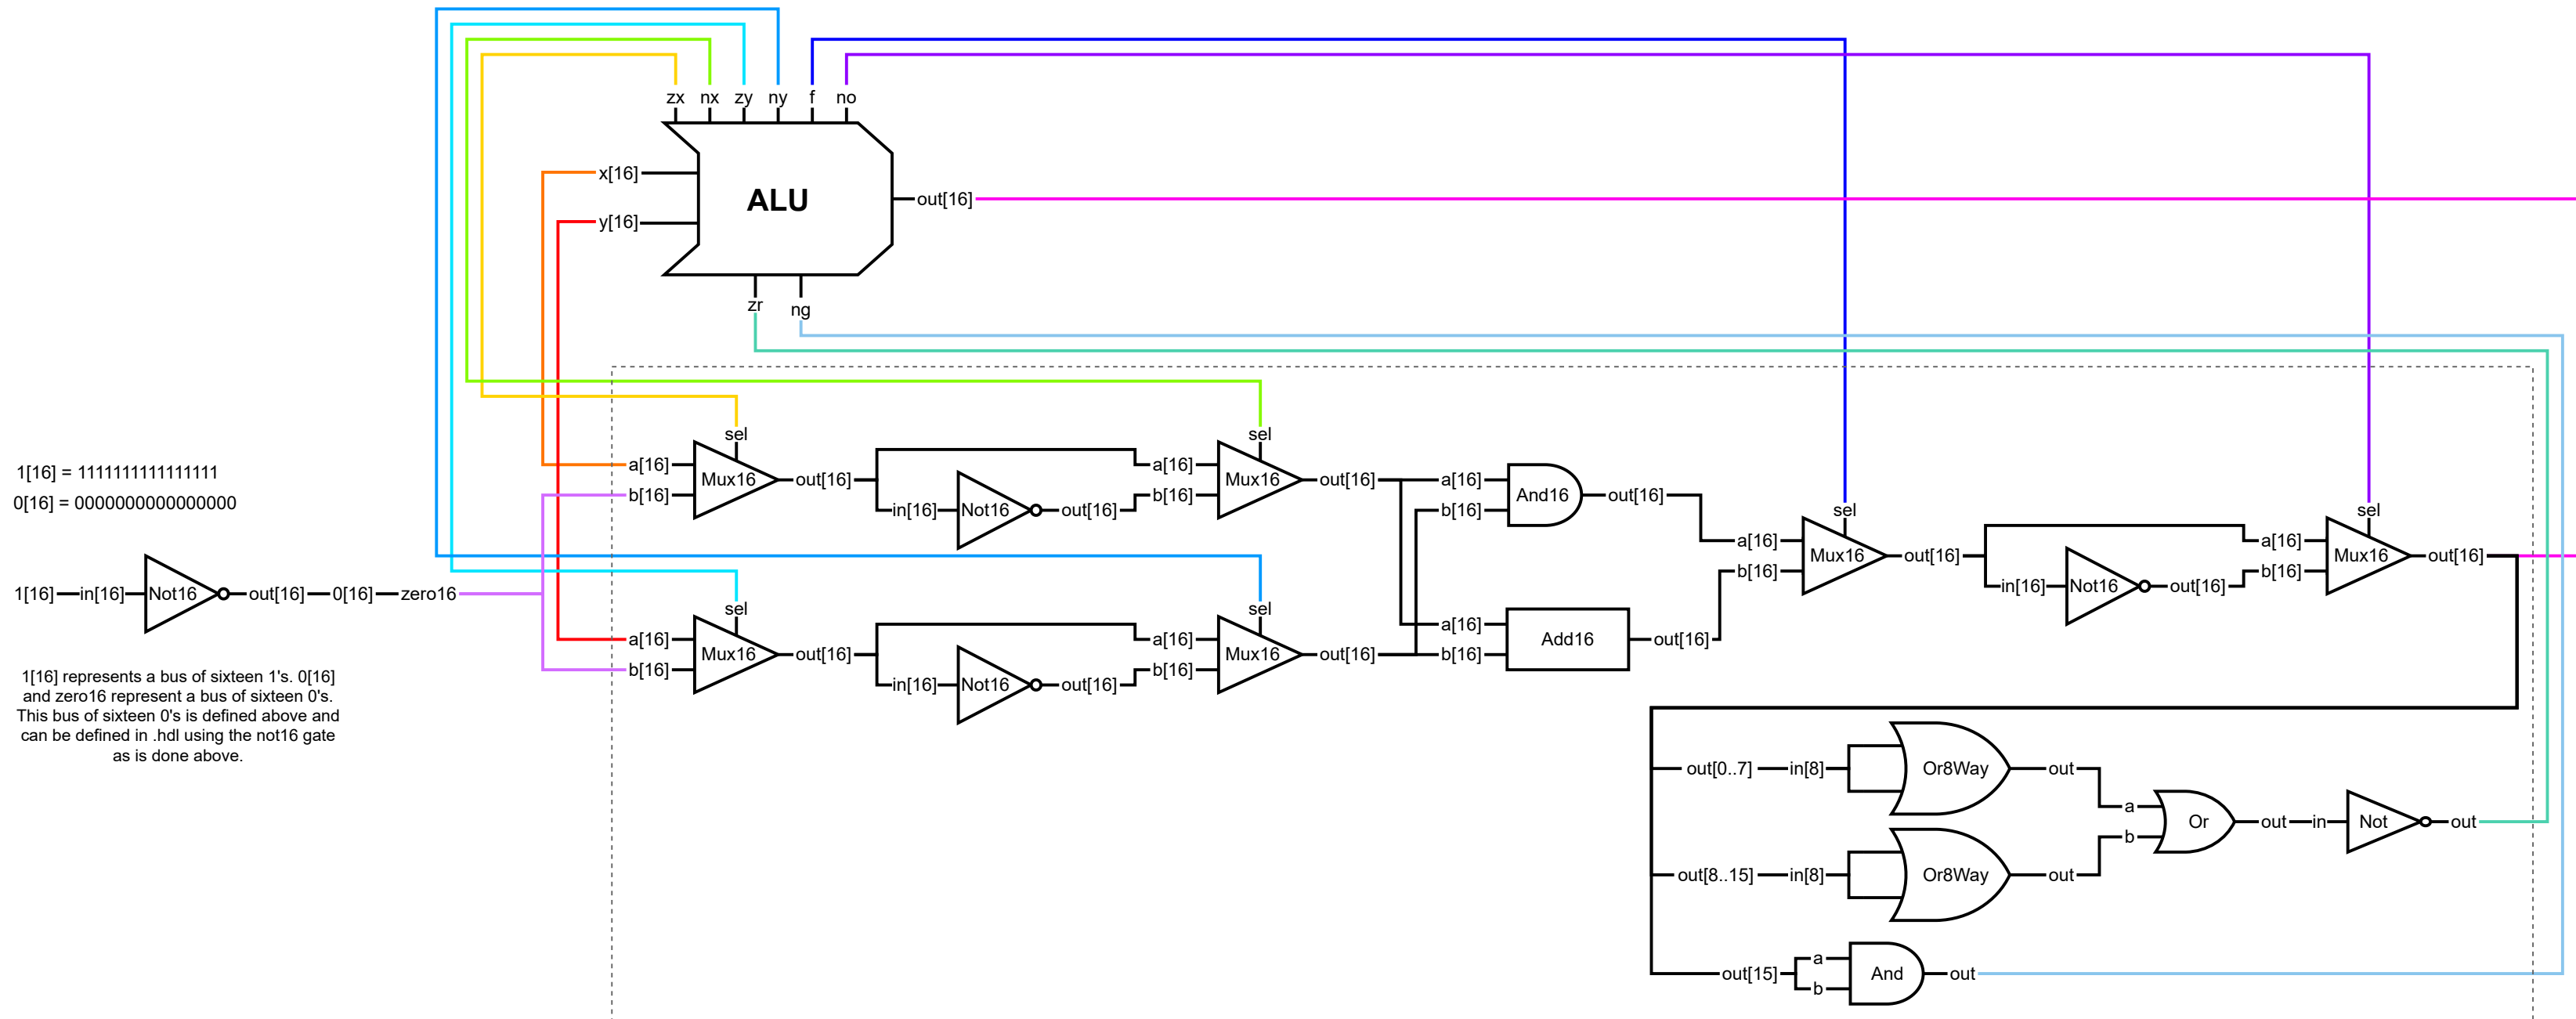 zx nx zy ny f no
x[16]
ALU
out[16]
y[16]
zr
ng
sel
sel
a[16]
Mux16
out[16]
a[16]
Mux16
out[16]
a[16]
And16
out[16]
b[16]
in[16]
Not16
out[16]
b[16]
b[16]
sel
sel
a[16]
Mux16
out[16]
a[16]
Mux16
out[16]
b[16]
in[16]
Not16
out[16]
b[16]
1[16] = 1111111111111111
0[16] = 0000000000000000
1[16] in[16] Not16 out[16] 0[16] zero16
sel
sel
a[16]
Mux16
out[16]
a[16]
Mux16
out[16]
a[16]
Add16
out[16]
b[16]
in[16]
Not16
out[16]
b[16]
b[16]
1[16] represents a bus of sixteen 1's. 0[16]
and zero16 represent a bus of sixteen 0's.
This bus of sixteen 0's is defined above and
can be defined in .hdl using the not16 gate
as is done above.
out[0..7] in[8] Or8Way out
a
Or
out in Not out
b
out[8..15] in[8] Or8Way out
out[15]
a
And
out
b